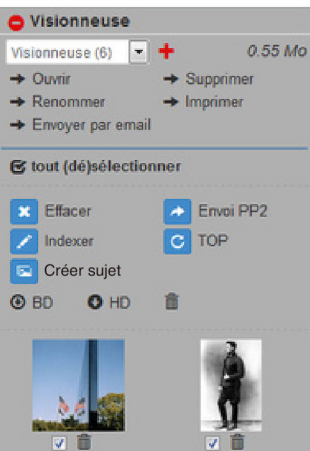 Visionneuse
Visionneuse (6) 0.55 Mo
Ouvrir Supprimer
Renommer Imprimer
Envoyer par email
tout (dé)sélectionner
Effacer Envoi PP2
Indexer TOP
Créer sujet
BD HD